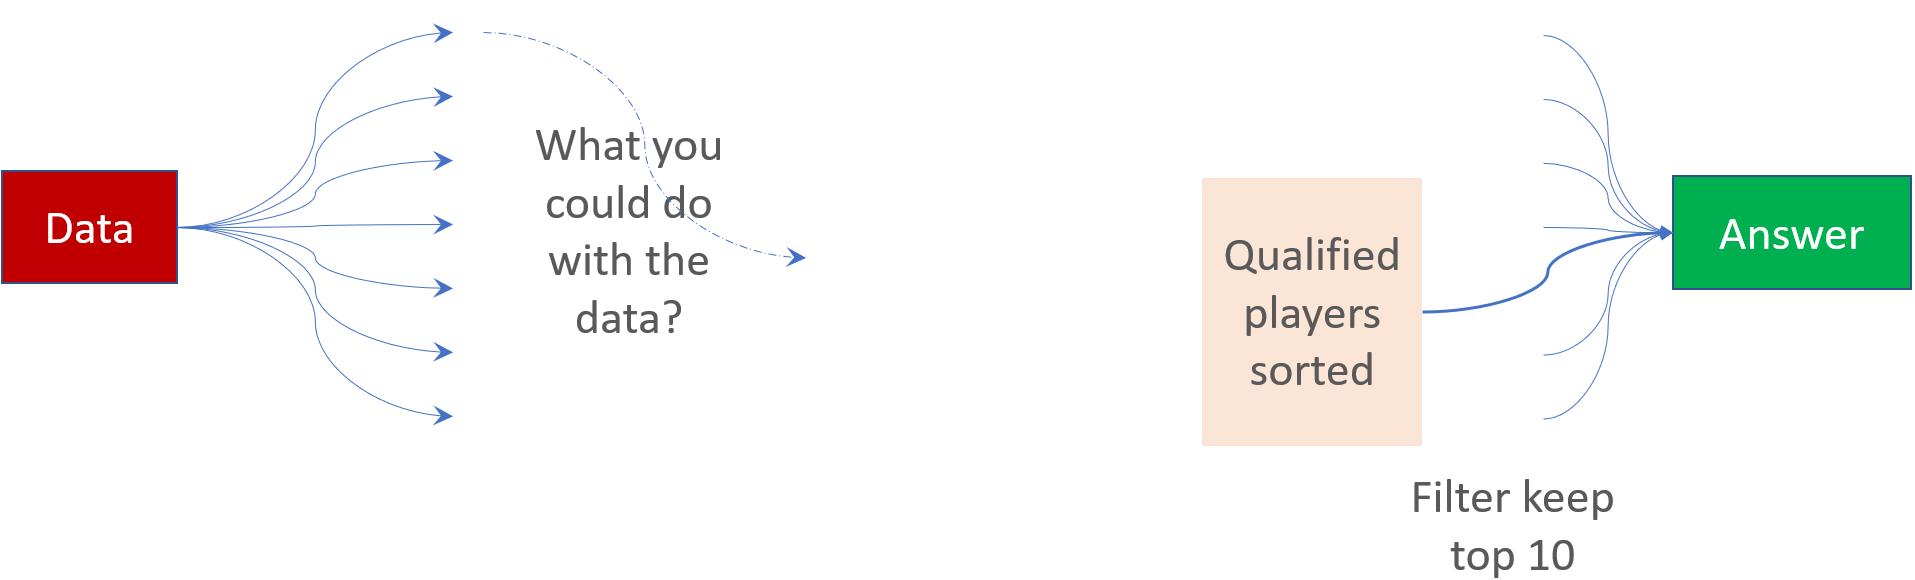 Data
What you
could do
with the
data?
Qualified
players
sorted
Filter keep
top 10
Answer